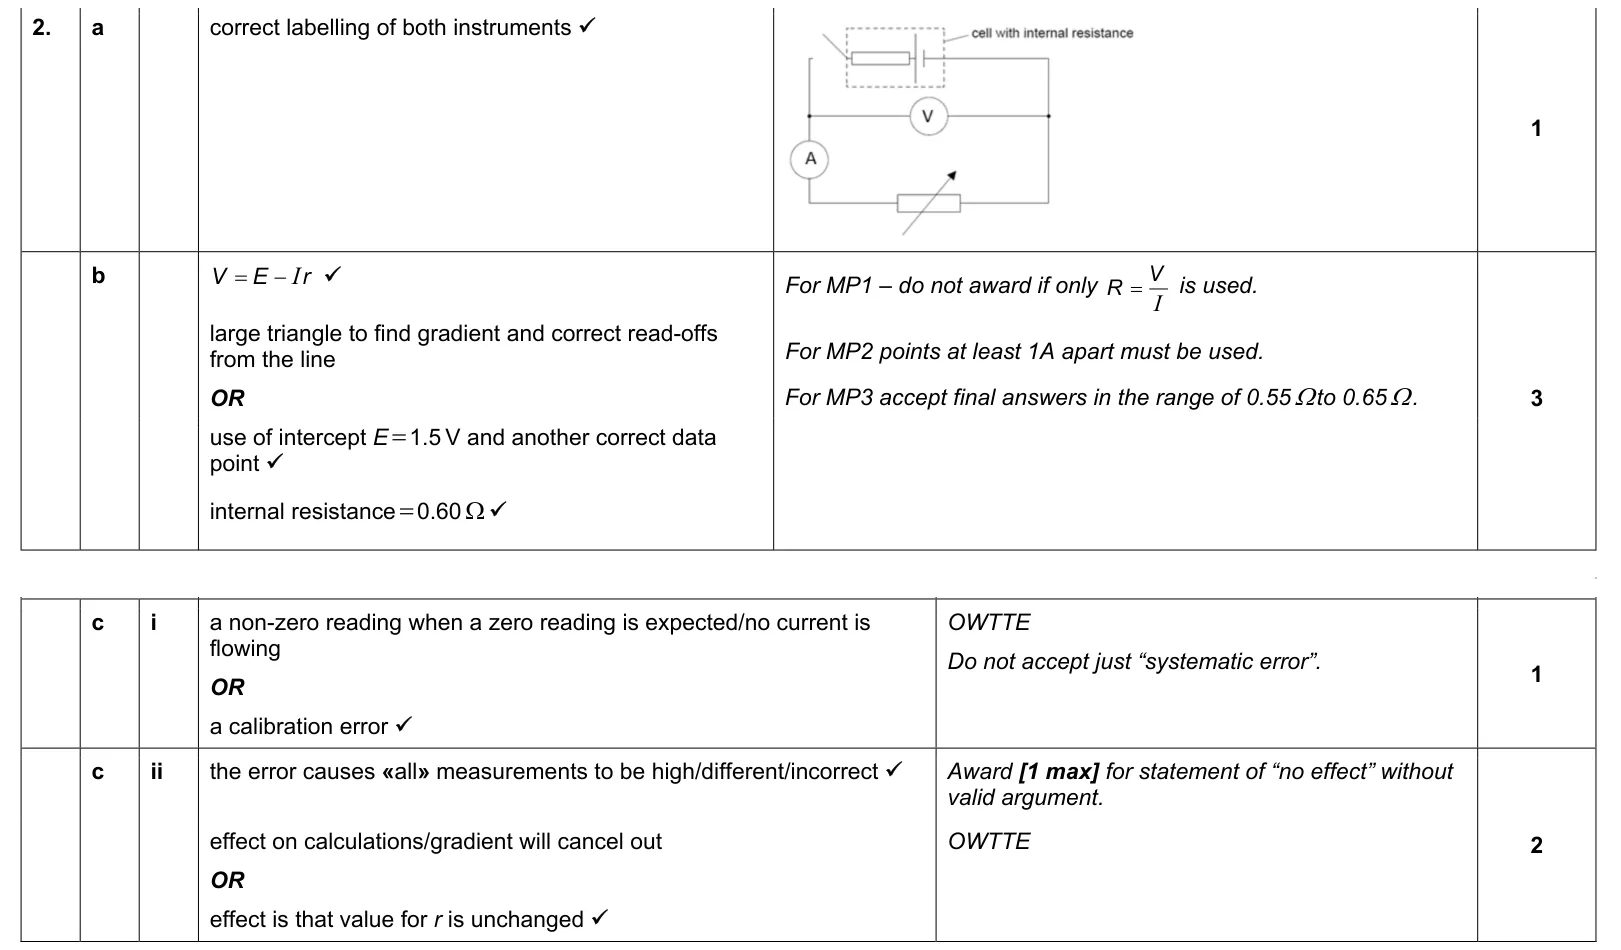 2.
a
correct labelling of both instruments ✓
cell with internal resistance
V
A
1
b
V = E – Ir ✓
large triangle to find gradient and correct read-offs
from the line
OR
use of intercept E=1.5 V and another correct data
point ✓
internal resistance=0.60 Ω ✓
For MP1 – do not award if only R = V/I is used.
For MP2 points at least 1A apart must be used.
For MP3 accept final answers in the range of 0.55 Ωto 0.65 Ω.
3
c
i
a non-zero reading when a zero reading is expected/no current is
flowing
OR
a calibration error ✓
OWTTE
Do not accept just “systematic error”.
1
c
ii
the error causes «all» measurements to be high/different/incorrect ✓
effect on calculations/gradient will cancel out
OR
effect is that value for r is unchanged ✓
Award [1 max] for statement of “no effect” without
valid argument.
OWTTE
2